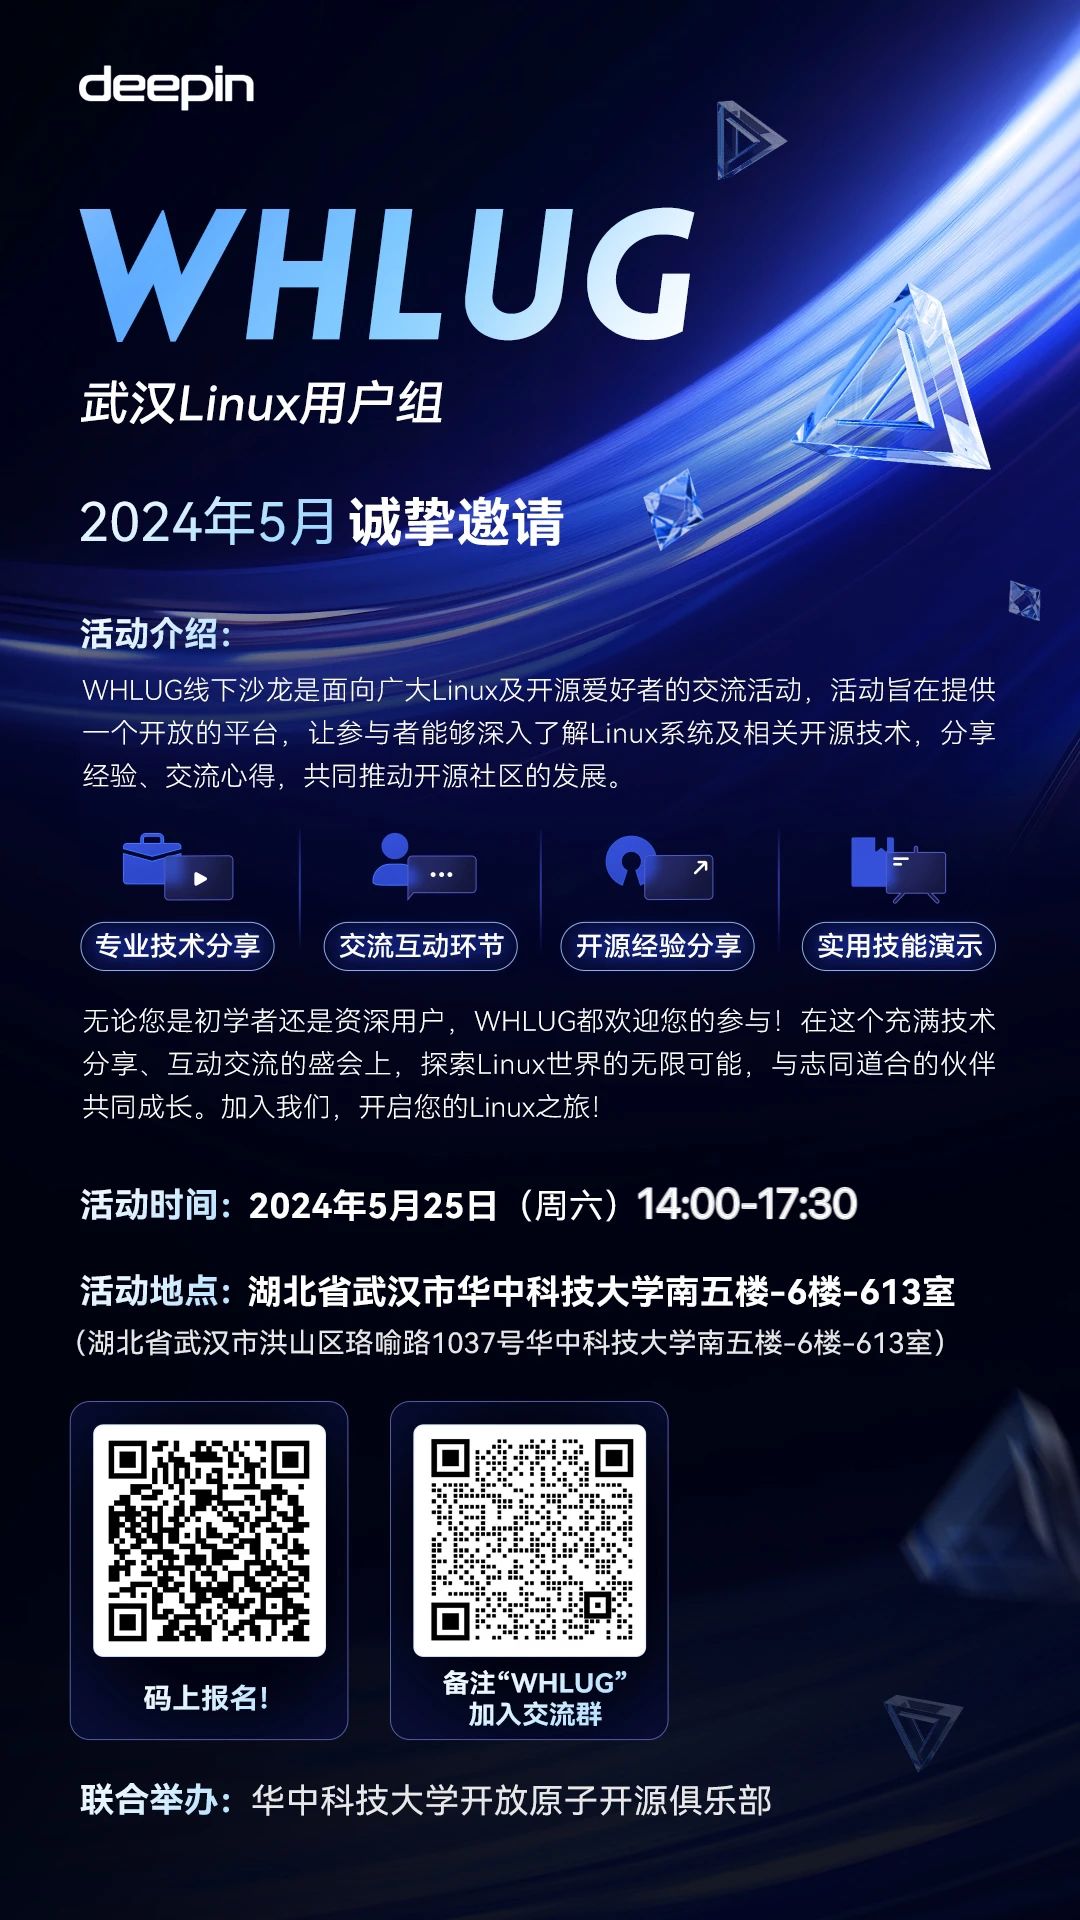 deepin
WHLUG
武汉Linux用户组
2024年5月 诚挚邀请
活动介绍：
WHLUG线下沙龙是面向广大Linux及开源爱好者的交流活动，活动旨在提供
一个开放的平台，让参与者能够深入了解Linux系统及相关开源技术，分享
经验、交流心得，共同推动开源社区的发展。
专业技术分享
交流互动环节
开源经验分享
实用技能演示
无论您是初学者还是资深用户，WHLUG都欢迎您的参与！在这个充满技术
分享、互动交流的盛会上，探索Linux世界的无限可能，与志同道合的伙伴
共同成长。加入我们，开启您的Linux之旅！
活动时间：2024年5月25日（周六）14:00-17:30
活动地点：湖北省武汉市华中科技大学南五楼-6楼-613室
（湖北省武汉市洪山区珞喻路1037号华中科技大学南五楼-6楼-613室）
码上报名！
备注“WHLUG”
加入交流群
联合举办：华中科技大学开放原子开源俱乐部